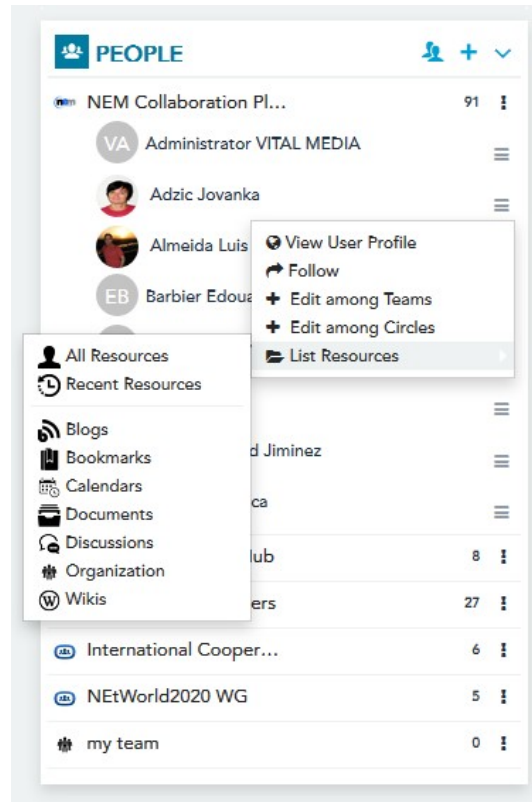 PEOPLE
nem NEM Collaboration Pl... 91
VA Administrator VITAL MEDIA
Adzic Jovanka
Almeida Luis
EB Barbier Edoua
View User Profile
Follow
Edit among Teams
Edit among Circles
List Resources
All Resources
Recent Resources
Blogs
Bookmarks
Calendars
Documents
Discussions
Organization
Wikis
d Jiminez
ca
ub 8
ers 27
International Cooper... 6
NEtWorld2020 WG 5
my team 0